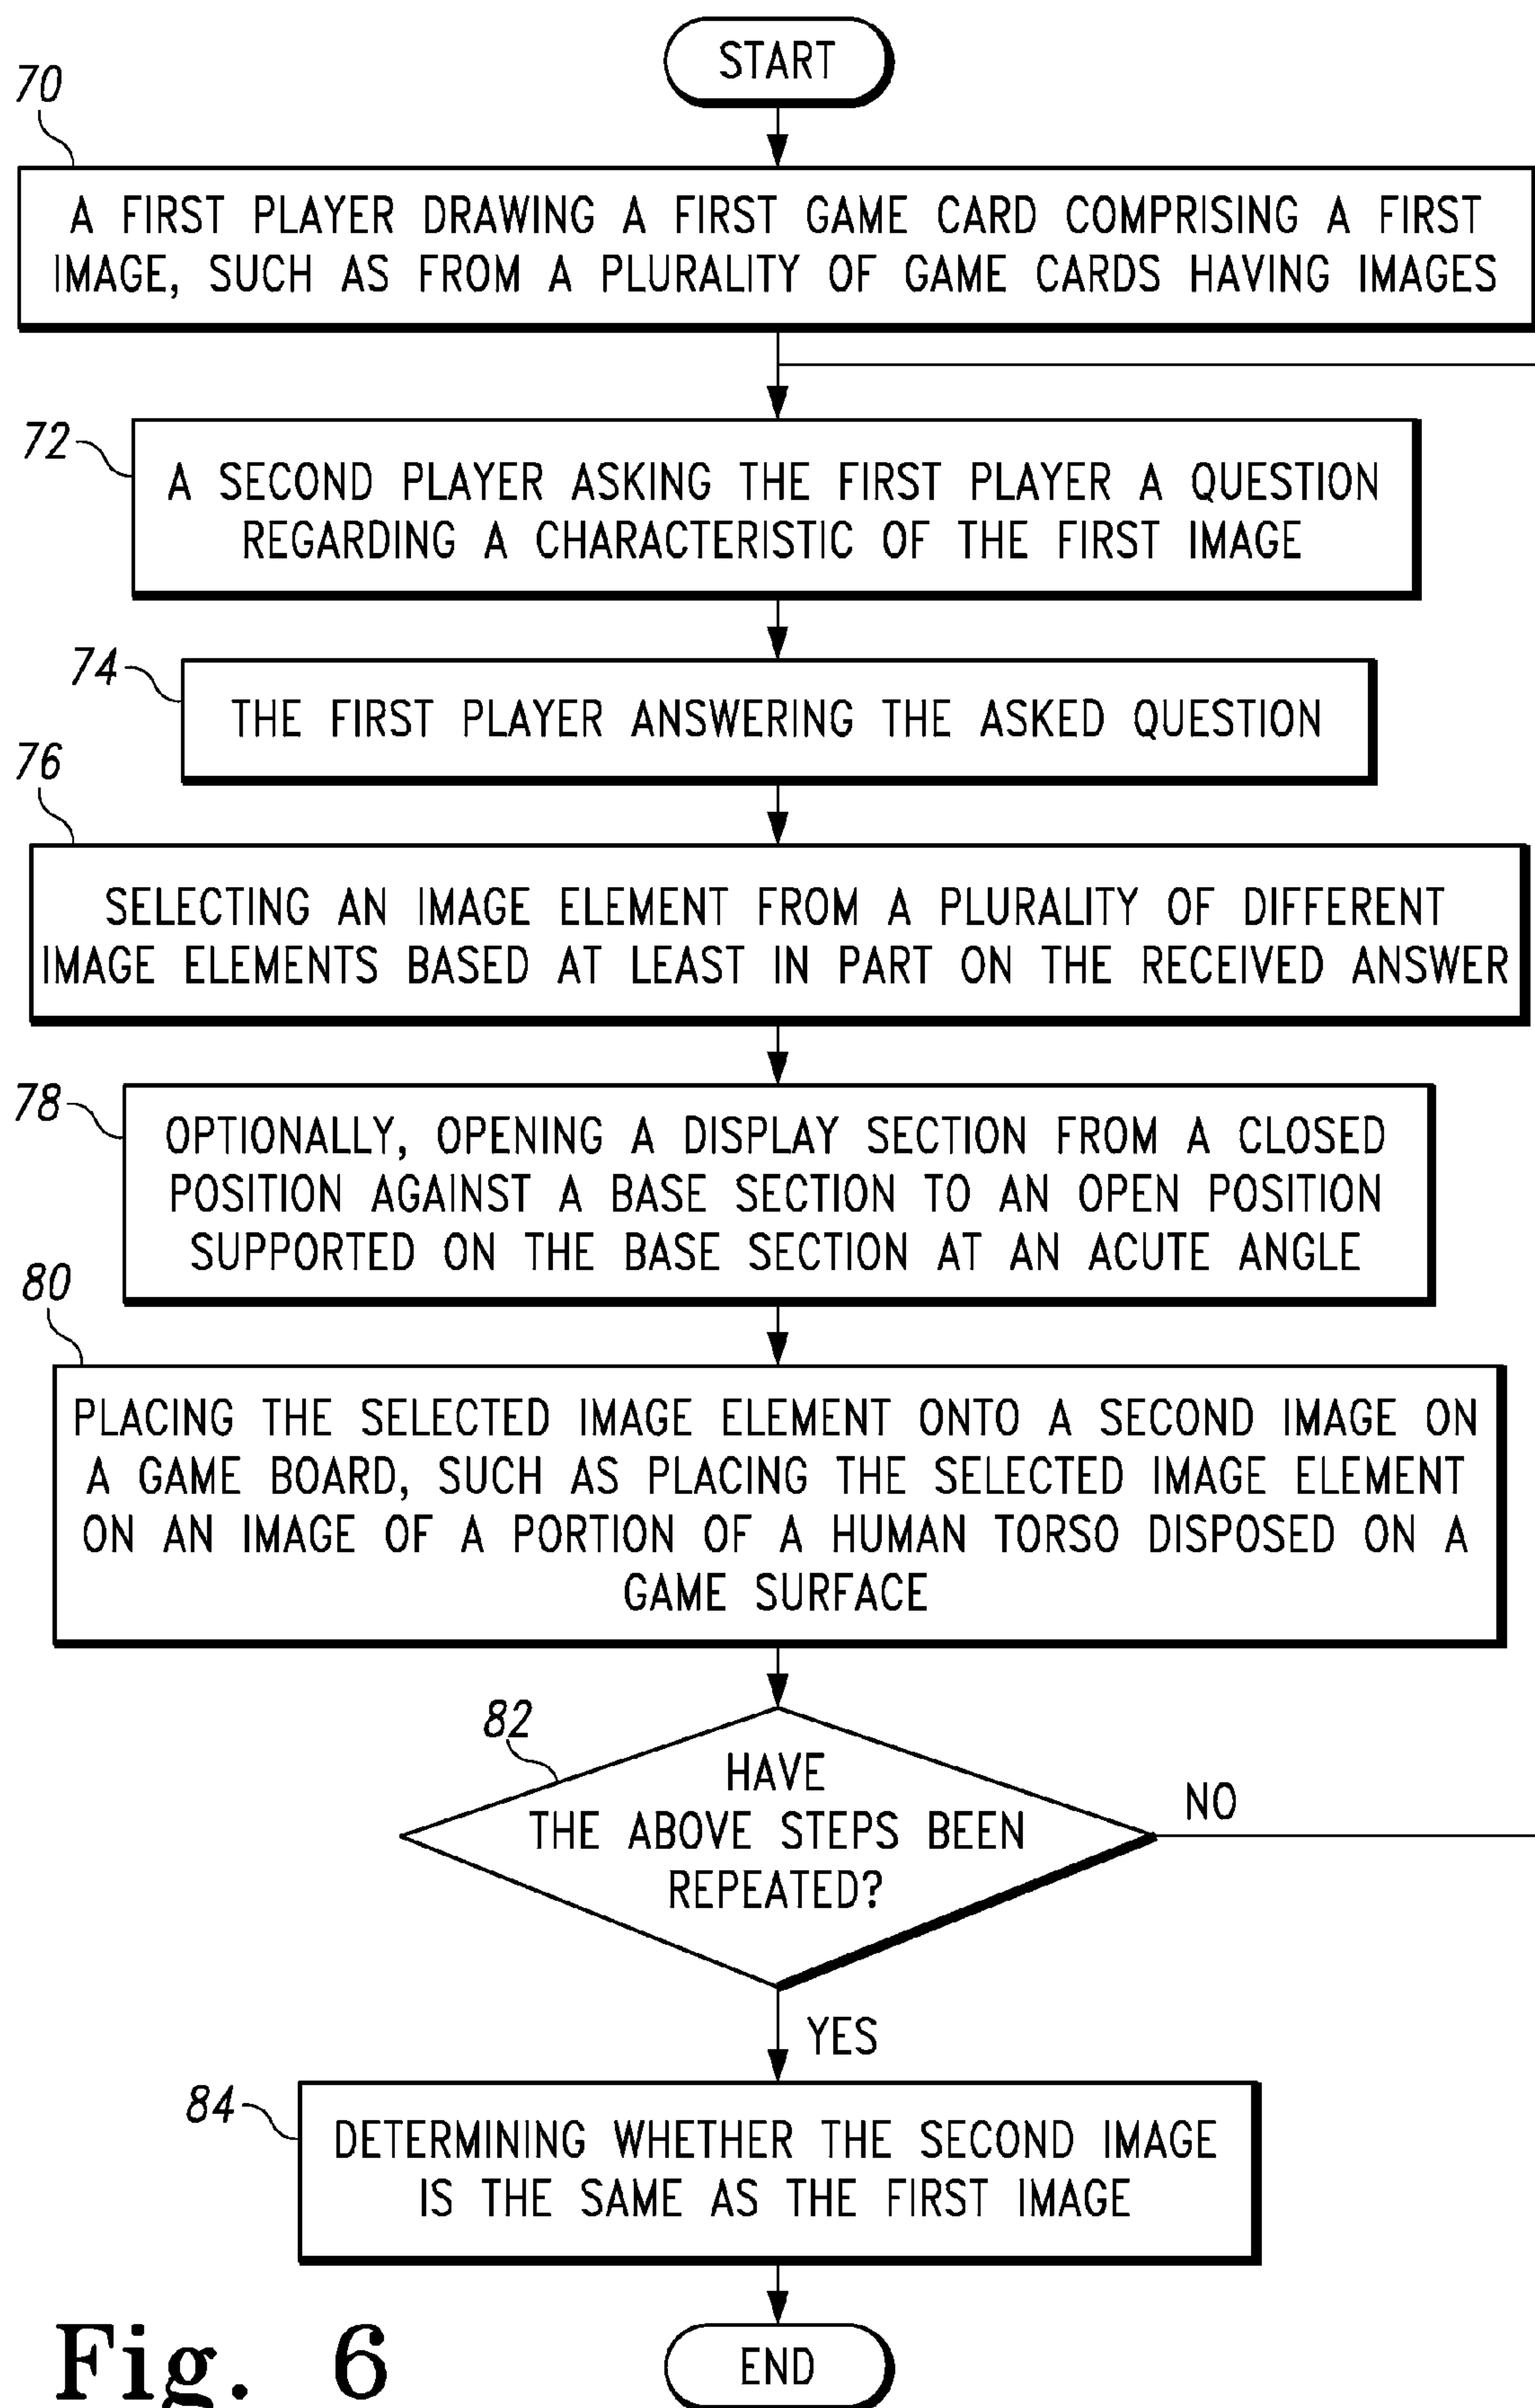 START
70
A FIRST PLAYER DRAWING A FIRST GAME CARD COMPRISING A FIRST
IMAGE, SUCH AS FROM A PLURALITY OF GAME CARDS HAVING IMAGES
72
A SECOND PLAYER ASKING THE FIRST PLAYER A QUESTION
REGARDING A CHARACTERISTIC OF THE FIRST IMAGE
74
THE FIRST PLAYER ANSWERING THE ASKED QUESTION
76
SELECTING AN IMAGE ELEMENT FROM A PLURALITY OF DIFFERENT
IMAGE ELEMENTS BASED AT LEAST IN PART ON THE RECEIVED ANSWER
78
OPTIONALLY, OPENING A DISPLAY SECTION FROM A CLOSED
POSITION AGAINST A BASE SECTION TO AN OPEN POSITION
SUPPORTED ON THE BASE SECTION AT AN ACUTE ANGLE
80
PLACING THE SELECTED IMAGE ELEMENT ONTO A SECOND IMAGE ON
A GAME BOARD, SUCH AS PLACING THE SELECTED IMAGE ELEMENT
ON AN IMAGE OF A PORTION OF A HUMAN TORSO DISPOSED ON A
GAME SURFACE
82
HAVE
THE ABOVE STEPS BEEN
REPEATED?
NO
YES
84
DETERMINING WHETHER THE SECOND IMAGE
IS THE SAME AS THE FIRST IMAGE
END
Fig. 6